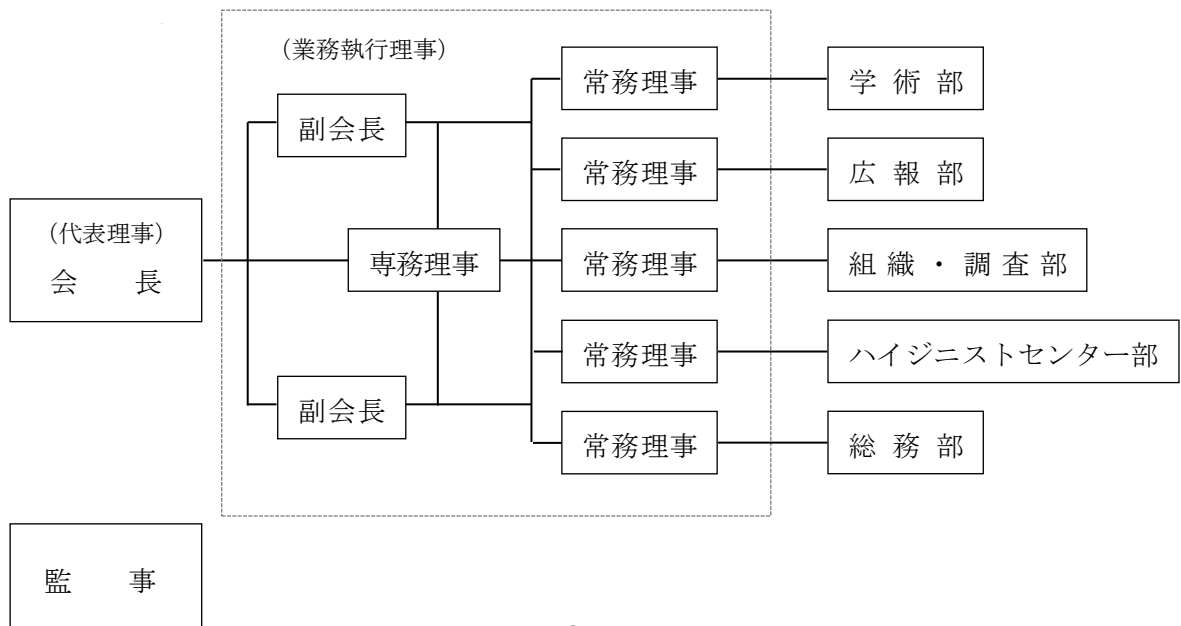 (業務執行理事)
常務理事
学術部
副会長
常務理事
広報部
(代表理事)
会長
専務理事
常務理事
組織・調査部
常務理事
ハイジニストセンター部
副会長
常務理事
総務部
監事